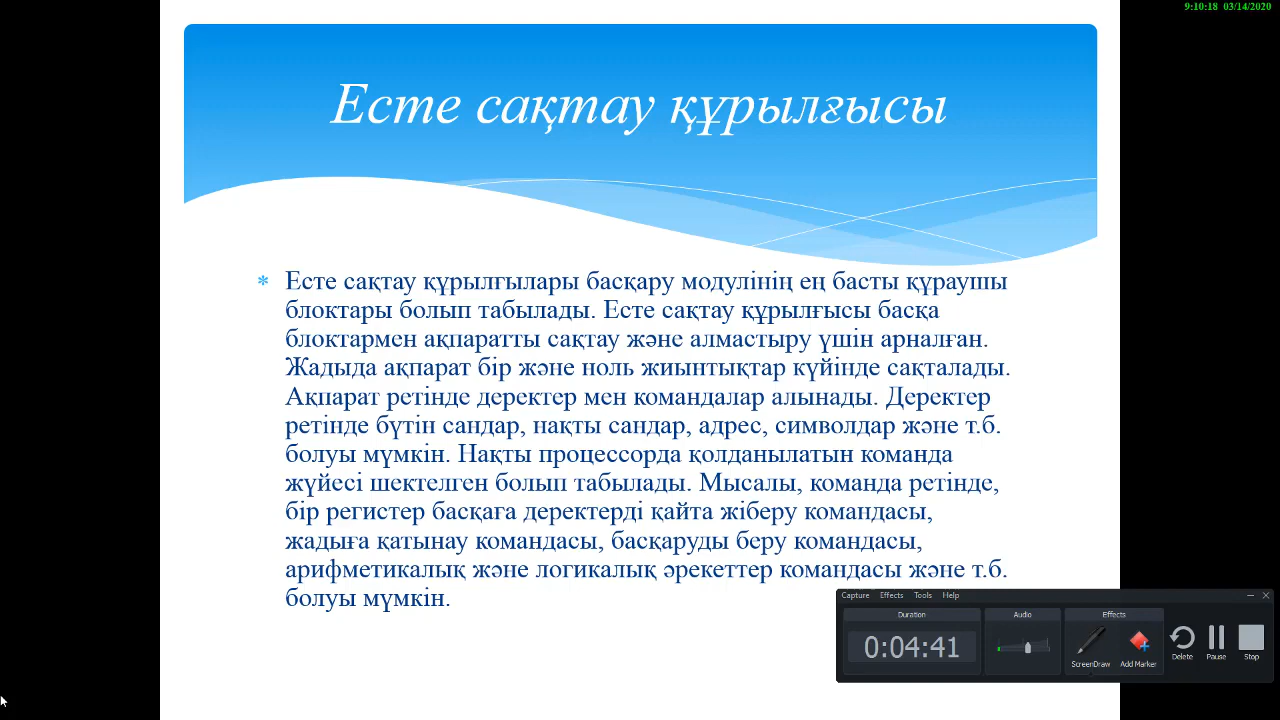 9:10:18 03/14/2020
Есте сақтау құрылғысы
* Есте сақтау құрылғылары басқару модулінің ең басты құраушы
блоктары болып табылады. Есте сақтау құрылғысы басқа
блоктармен ақпаратты сақтау және алмастыру үшін арналған.
Жадыда ақпарат бір және ноль жиынтықтар күйінде сақталады.
Ақпарат ретінде деректер мен командалар алынады. Деректер
ретінде бүтін сандар, нақты сандар, адрес, символдар және т.б.
болуы мүмкін. Нақты процессорда қолданылатын команда
жүйесі шектелген болып табылады. Мысалы, команда ретінде,
бір регистер басқаға деректерді қайта жіберу командасы,
жадыға қатынау командасы, басқаруды беру командасы,
арифметикалық және логикалық әрекеттер командасы және т.б.
болуы мүмкін.
Capture Effects Tools Help
Duration Audio Effects
0:04:41
ScreenDraw Add Marker Delete Pause Stop